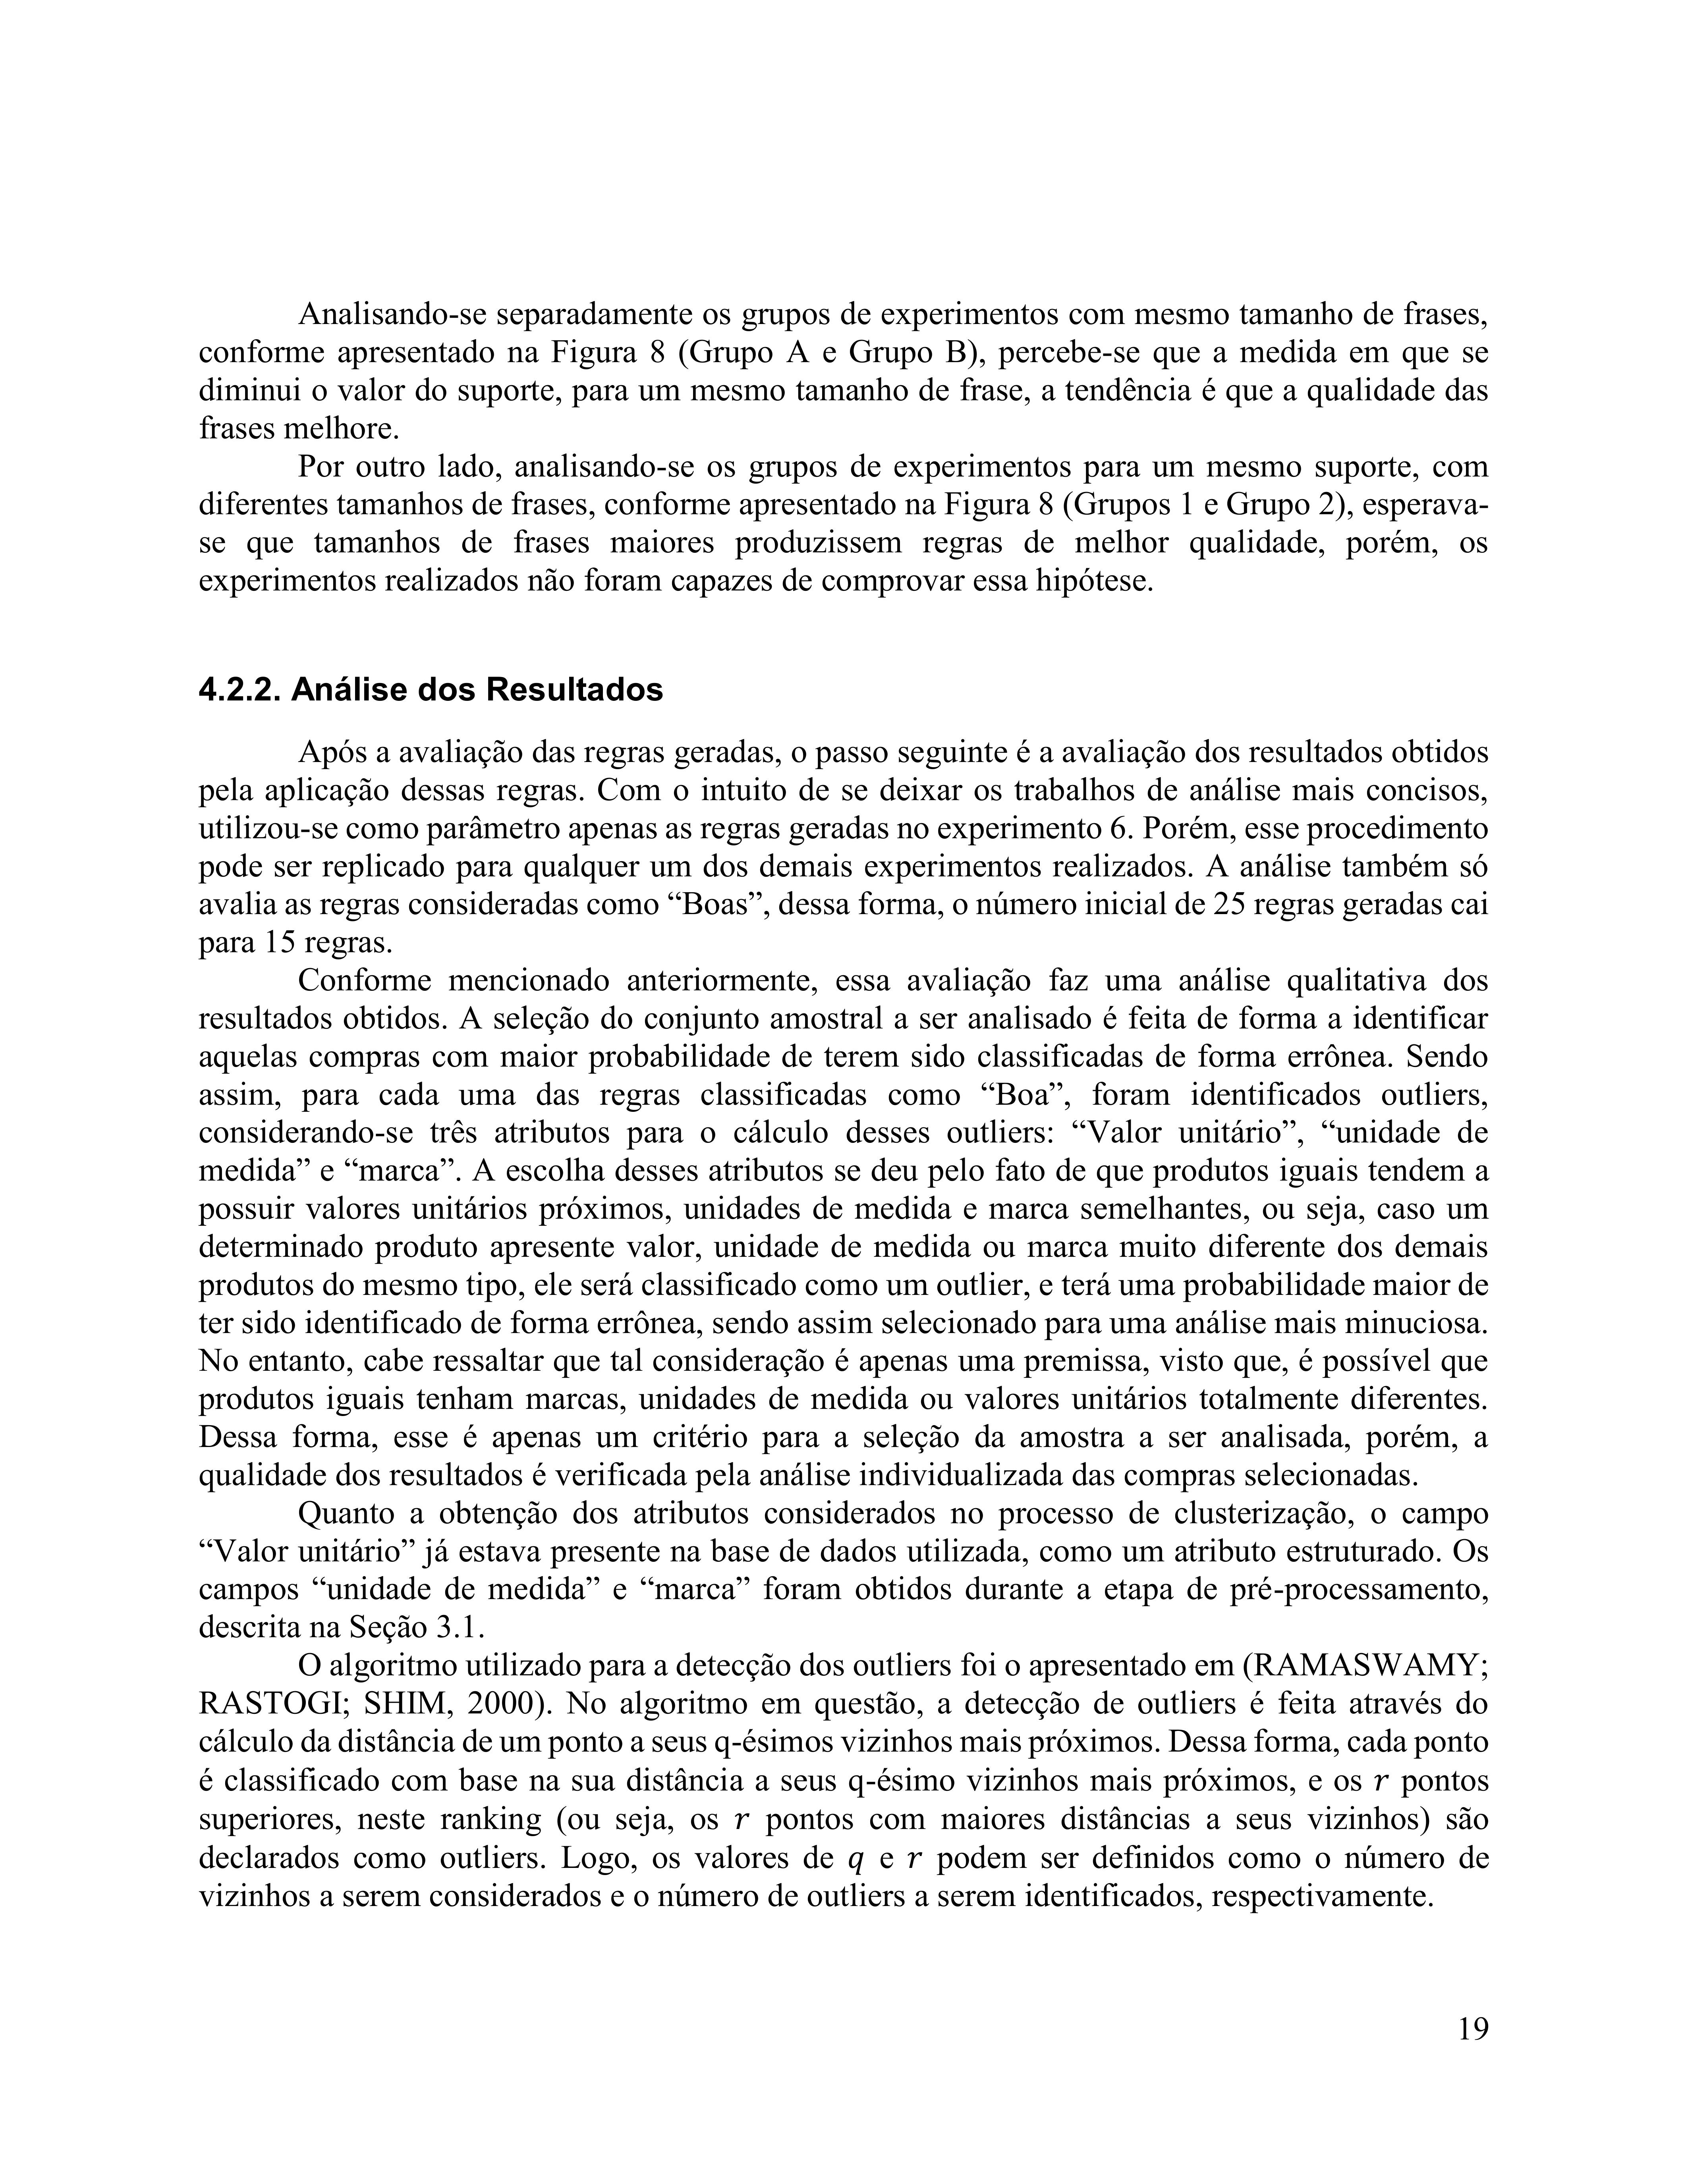 Analisando-se separadamente os grupos de experimentos com mesmo tamanho de frases,
conforme apresentado na Figura 8 (Grupo A e Grupo B), percebe-se que a medida em que se
diminui o valor do suporte, para um mesmo tamanho de frase, a tendência é que a qualidade das
frases melhore.
Por outro lado, analisando-se os grupos de experimentos para um mesmo suporte, com
diferentes tamanhos de frases, conforme apresentado na Figura 8 (Grupos 1 e Grupo 2), esperava-
se que tamanhos de frases maiores produzissem regras de melhor qualidade, porém, os
experimentos realizados não foram capazes de comprovar essa hipótese.
4.2.2. Análise dos Resultados
Após a avaliação das regras geradas, o passo seguinte é a avaliação dos resultados obtidos
pela aplicação dessas regras. Com o intuito de se deixar os trabalhos de análise mais concisos,
utilizou-se como parâmetro apenas as regras geradas no experimento 6. Porém, esse procedimento
pode ser replicado para qualquer um dos demais experimentos realizados. A análise também só
avalia as regras consideradas como “Boas”, dessa forma, o número inicial de 25 regras geradas cai
para 15 regras.
Conforme mencionado anteriormente, essa avaliação faz uma análise qualitativa dos
resultados obtidos. A seleção do conjunto amostral a ser analisado é feita de forma a identificar
aquelas compras com maior probabilidade de terem sido classificadas de forma errônea. Sendo
assim, para cada uma das regras classificadas como “Boa”, foram identificados outliers,
considerando-se três atributos para o cálculo desses outliers: “Valor unitário”, “unidade de
medida” e “marca”. A escolha desses atributos se deu pelo fato de que produtos iguais tendem a
possuir valores unitários próximos, unidades de medida e marca semelhantes, ou seja, caso um
determinado produto apresente valor, unidade de medida ou marca muito diferente dos demais
produtos do mesmo tipo, ele será classificado como um outlier, e terá uma probabilidade maior de
ter sido identificado de forma errônea, sendo assim selecionado para uma análise mais minuciosa.
No entanto, cabe ressaltar que tal consideração é apenas uma premissa, visto que, é possível que
produtos iguais tenham marcas, unidades de medida ou valores unitários totalmente diferentes.
Dessa forma, esse é apenas um critério para a seleção da amostra a ser analisada, porém, a
qualidade dos resultados é verificada pela análise individualizada das compras selecionadas.
Quanto a obtenção dos atributos considerados no processo de clusterização, o campo
“Valor unitário” já estava presente na base de dados utilizada, como um atributo estruturado. Os
campos “unidade de medida” e “marca” foram obtidos durante a etapa de pré-processamento,
descrita na Seção 3.1.
O algoritmo utilizado para a detecção dos outliers foi o apresentado em (RAMASWAMY;
RASTOGI; SHIM, 2000). No algoritmo em questão, a detecção de outliers é feita através do
cálculo da distância de um ponto a seus q-ésimos vizinhos mais próximos. Dessa forma, cada ponto
é classificado com base na sua distância a seus q-ésimo vizinhos mais próximos, e os r pontos
superiores, neste ranking (ou seja, os r pontos com maiores distâncias a seus vizinhos) são
declarados como outliers. Logo, os valores de q e r podem ser definidos como o número de
vizinhos a serem considerados e o número de outliers a serem identificados, respectivamente.
19